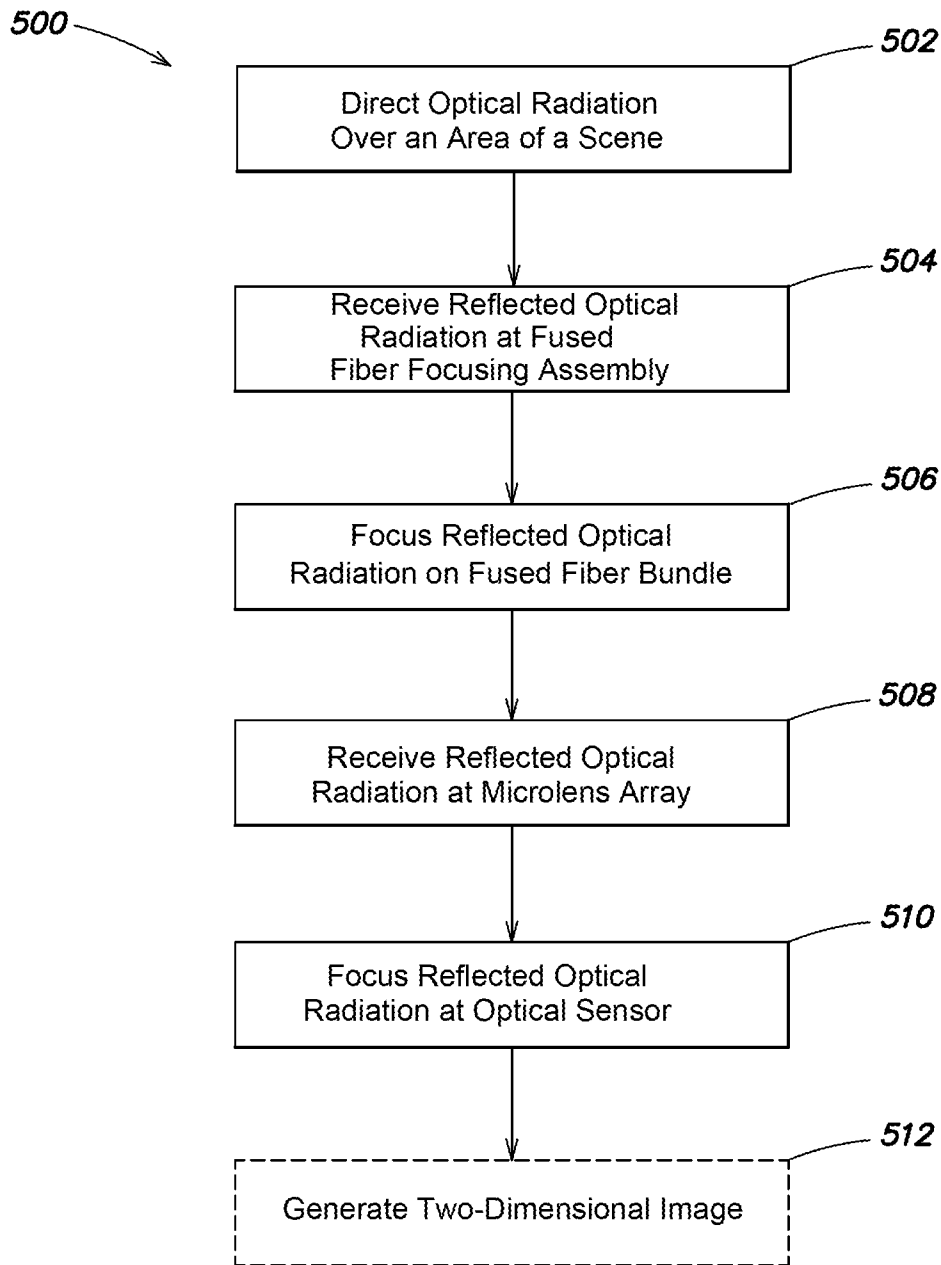 500
502
Direct Optical Radiation
Over an Area of a Scene
504
Receive Reflected Optical
Radiation at Fused
Fiber Focusing Assembly
506
Focus Reflected Optical
Radiation on Fused Fiber Bundle
508
Receive Reflected Optical
Radiation at Microlens Array
510
Focus Reflected Optical
Radiation at Optical Sensor
512
Generate Two-Dimensional Image